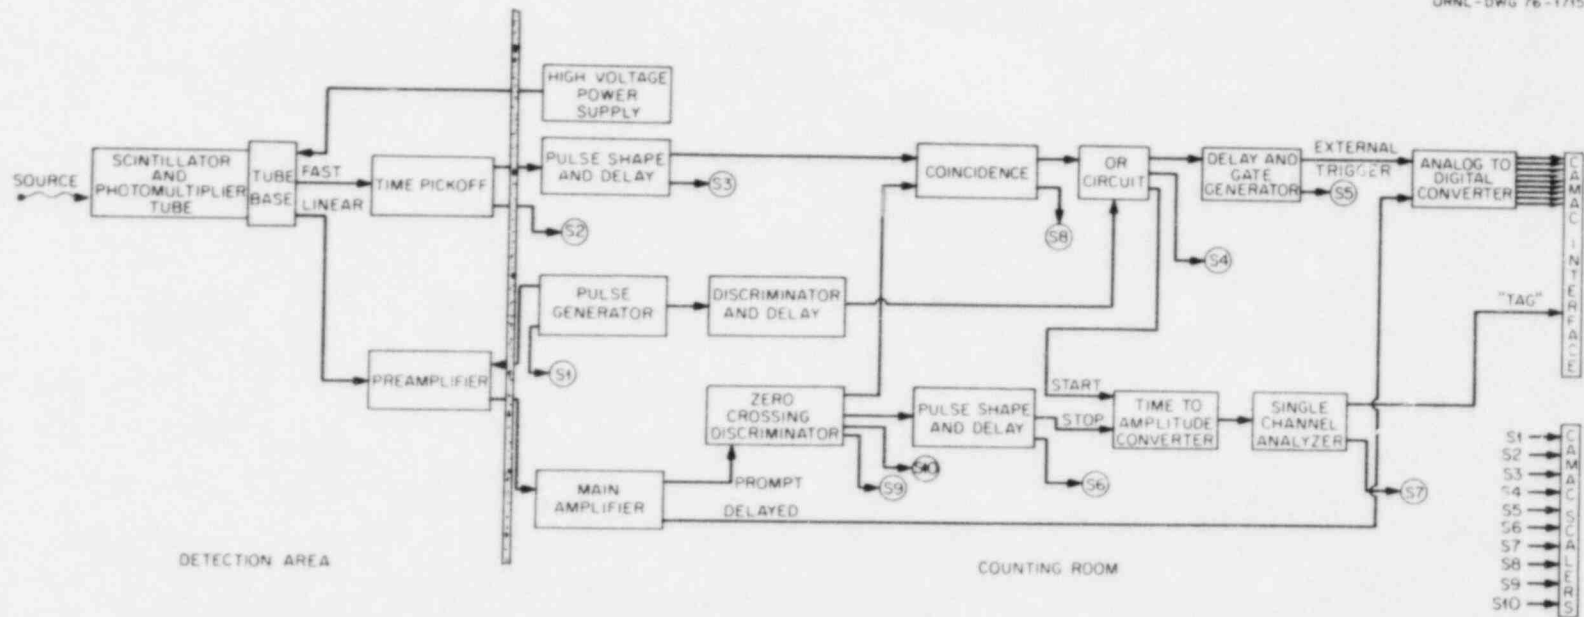 HIGH VOLTAGE
POWER
SUPPLY
SOURCE
SCINTILLATOR
AND
PHOTOMULTIPLIER
TUBE
TUBE
BASE
FAST
LINEAR
TIME PICKOFF
PULSE SHAPE
AND DELAY
S3
S2
COINCIDENCE
S8
OR
CIRCUIT
S4
DELAY AND
GATE
GENERATOR
S5
EXTERNAL
TRIGGER
ANALOG TO
DIGITAL
CONVERTER
CAMAC INTERFACE
PULSE
GENERATOR
S1
DISCRIMINATOR
AND DELAY
"TAG"
PREAMPLIFIER
ZERO
CROSSING
DISCRIMINATOR
PULSE SHAPE
AND DELAY
START
STOP
TIME TO
AMPLITUDE
CONVERTER
SINGLE
CHANNEL
ANALYZER
S10
S9
S6
S7
MAIN
AMPLIFIER
PROMPT
DELAYED
S1
S2
S3
S4
S5
S6
S7
S8
S9
S10
CAMAC SCALERS
DETECTION AREA
COUNTING ROOM